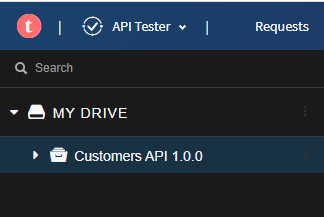 t | API Tester | Requests
Search
MY DRIVE
Customers API 1.0.0